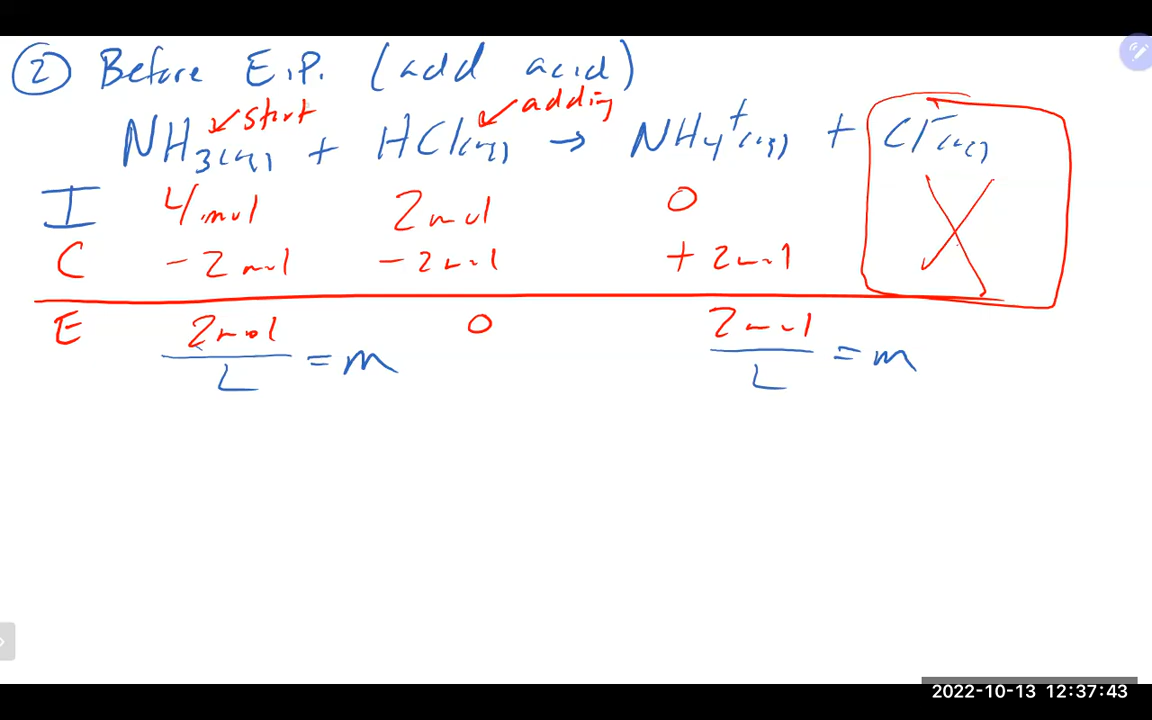 ② Before E.P. (add acid)
start adding
NH₃(aq) + HCl(aq) → NH₄⁺(aq) + Cl⁻(aq)
I 4 mol 2 mol 0
C - 2 mol - 2 mol + 2 mol
E 2 mol 0 2 mol
L = m L = m
2022-10-13 12:37:43